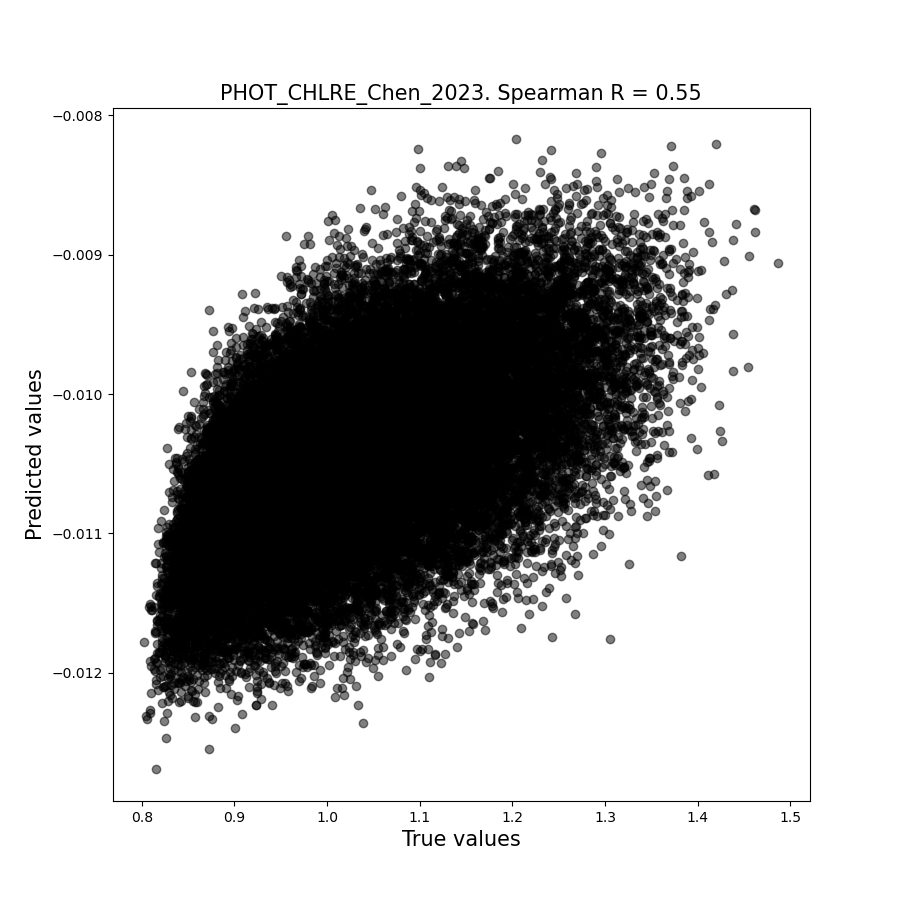 PHOT_CHLRE_Chen_2023. Spearman R = 0.55
−0.008
−0.009
−0.010
−0.011
−0.012
Predicted values
0.8 0.9 1.0 1.1 1.2 1.3 1.4 1.5
True values